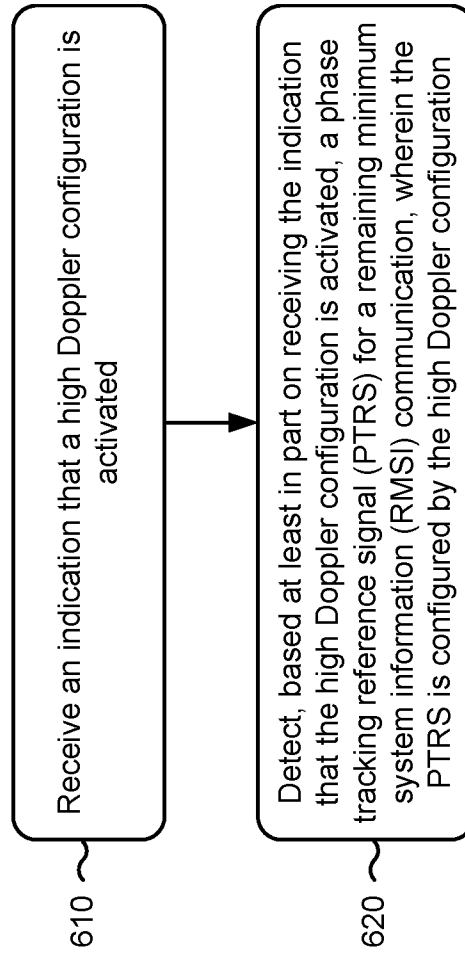 610
Receive an indication that a high Doppler configuration is
activated
620
Detect, based at least in part on receiving the indication
that the high Doppler configuration is activated, a phase
tracking reference signal (PTRS) for a remaining minimum
system information (RMSI) communication, wherein the
PTRS is configured by the high Doppler configuration